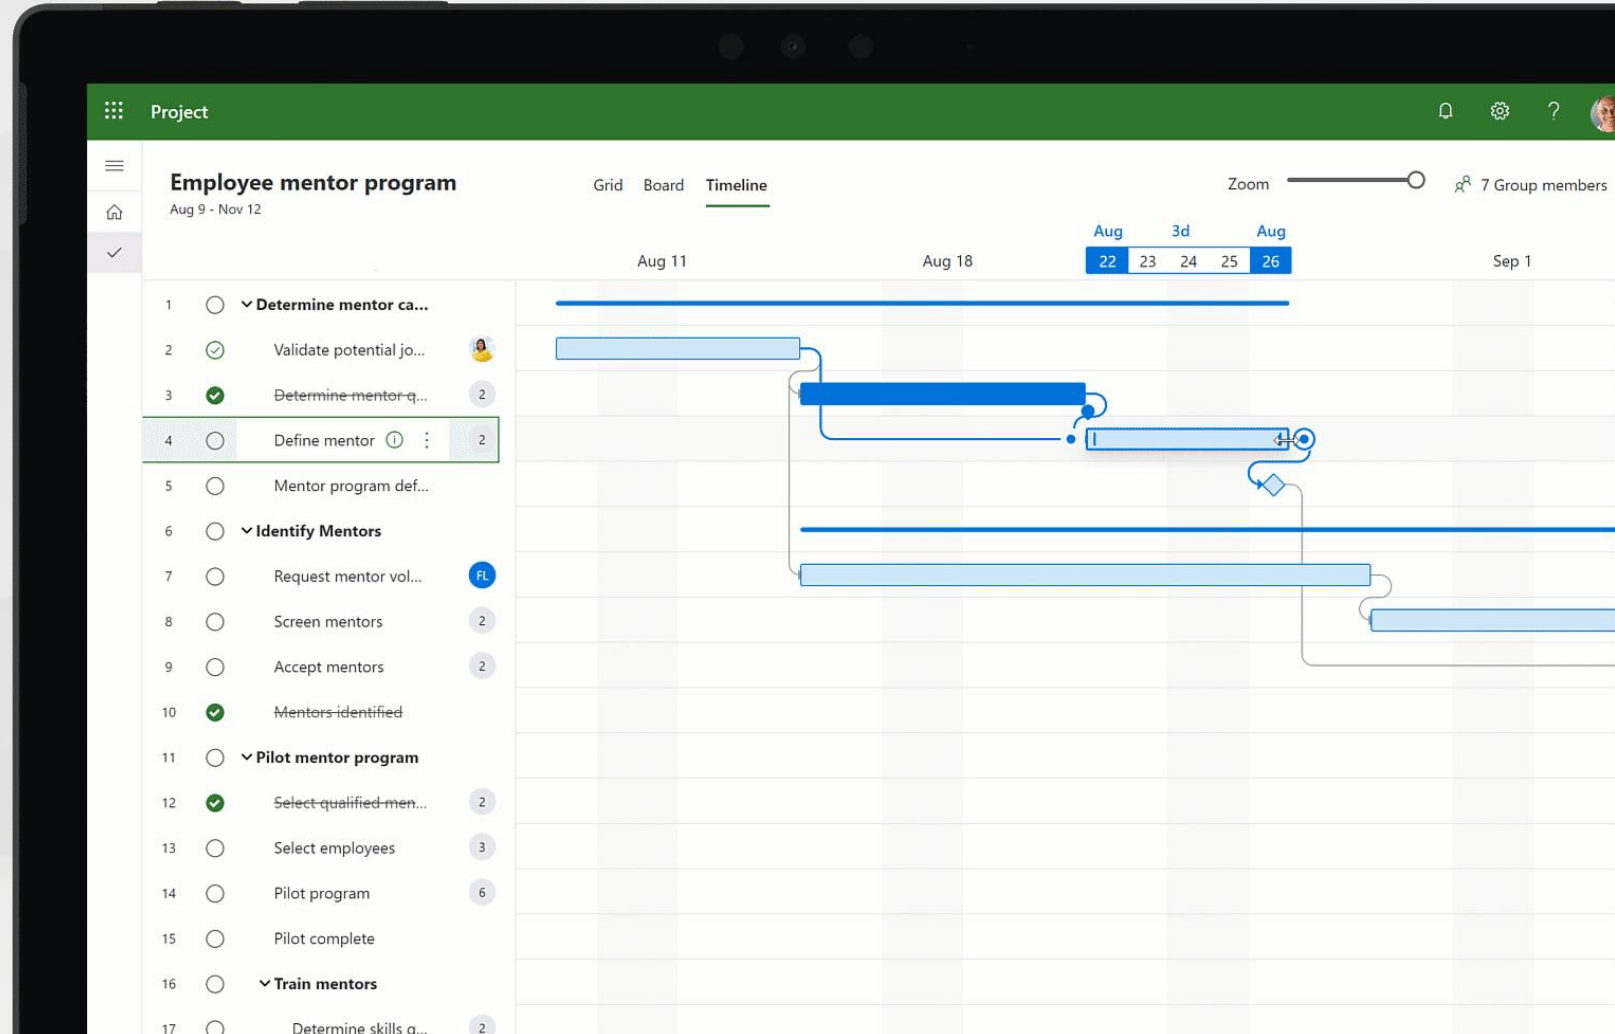 Project
Employee mentor program
Aug 9 - Nov 12
Grid Board Timeline
Zoom
7 Group members
Aug 3d Aug
Aug 11 Aug 18 22 23 24 25 26 Sep 1
1 Determine mentor ca...
2 Validate potential jo...
3 Determine mentor q... 2
4 Define mentor 2
5 Mentor program def...
6 Identify Mentors
7 Request mentor vol... FL
8 Screen mentors 2
9 Accept mentors 2
10 Mentors identified
11 Pilot mentor program
12 Select qualified men... 2
13 Select employees 3
14 Pilot program 6
15 Pilot complete
16 Train mentors
17 Determine skills q... 2